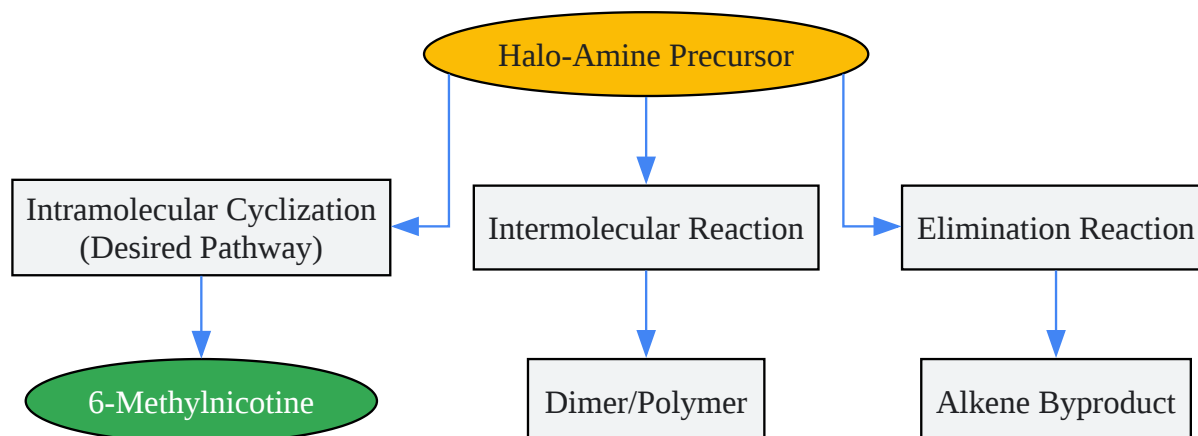 Halo-Amine Precursor
Intramolecular Cyclization
(Desired Pathway)
Intermolecular Reaction
Elimination Reaction
6-Methylnicotine
Dimer/Polymer
Alkene Byproduct